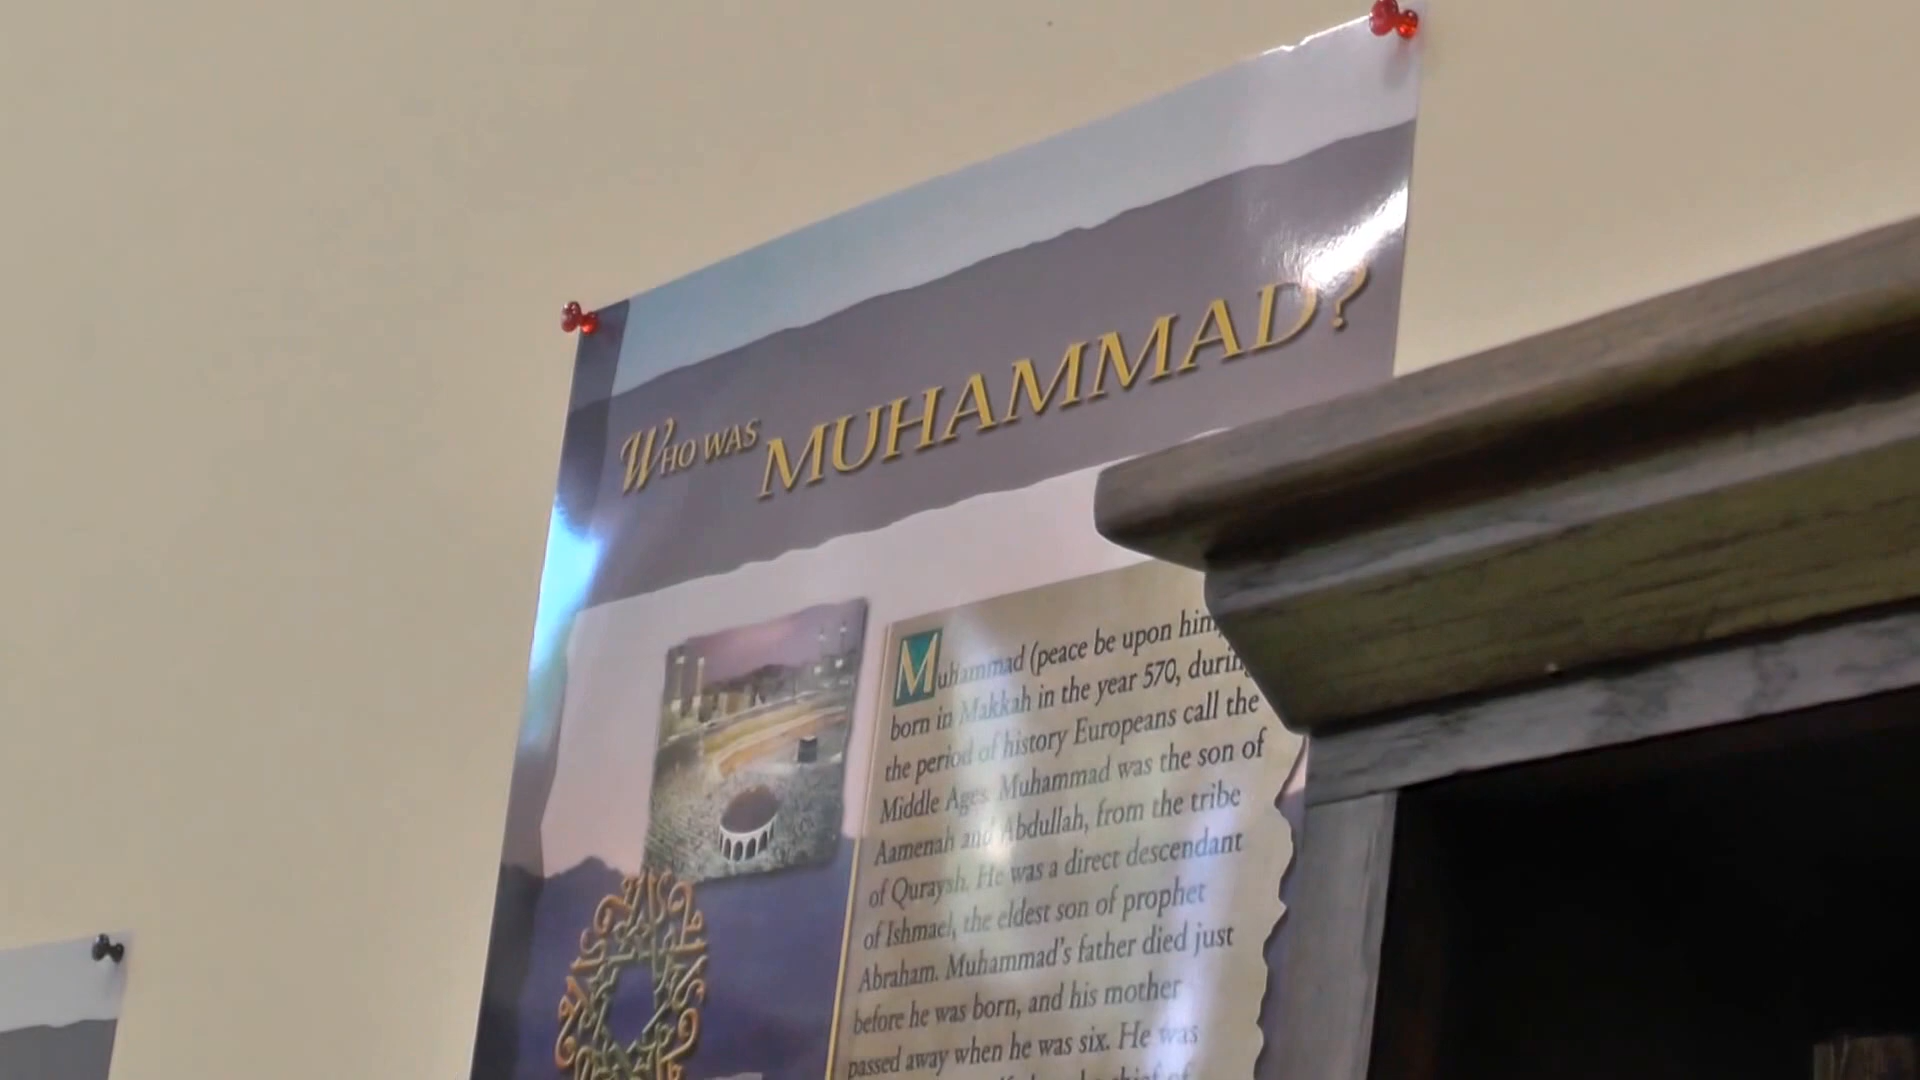 WHO WAS MUHAMMAD?
Muhammad (peace be upon him)
born in Makkah in the year 570, during
the period of history Europeans call the
Middle Ages. Muhammad was the son of
Aamenah and Abdullah, from the tribe
of Quraysh. He was a direct descendant
of Ishmael, the eldest son of prophet
Abraham. Muhammad's father died just
before he was born, and his mother
passed away when he was six. He was
chief of